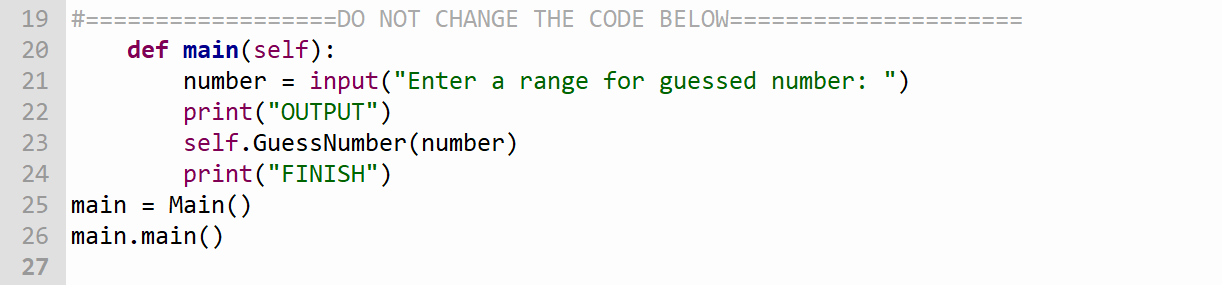 19 #==================DO NOT CHANGE THE CODE BELOW=====================
20     def main(self):
21         number = input("Enter a range for guessed number: ")
22         print("OUTPUT")
23         self.GuessNumber(number)
24         print("FINISH")
25 main = Main()
26 main.main()
27